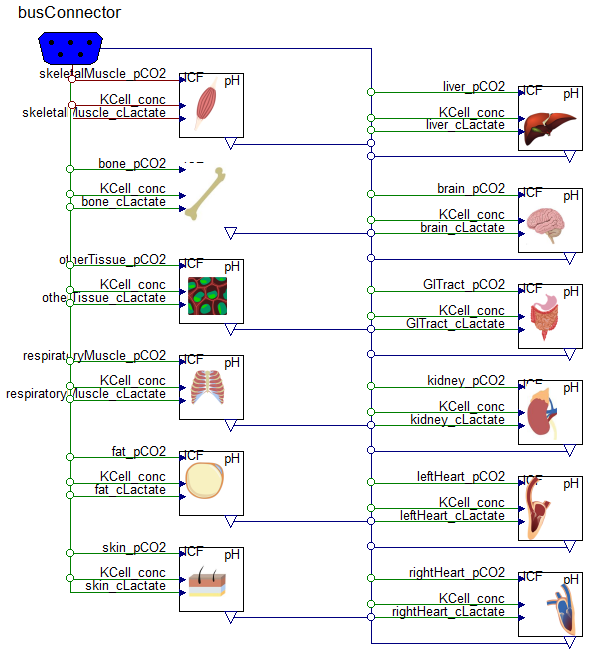 busConnector
skeletalMuscle_pCO2
ICF
pH
KCell_conc
skeletalMuscle_cLactate
bone_pCO2
KCell_conc
bone_cLactate
otherTissue_pCO2
ICF
pH
KCell_conc
otherTissue_cLactate
respiratoryMuscle_pCO2
ICF
pH
KCell_conc
respiratoryMuscle_cLactate
fat_pCO2
ICF
pH
KCell_conc
fat_cLactate
skin_pCO2
ICF
pH
KCell_conc
skin_cLactate
liver_pCO2
ICF
pH
KCell_conc
liver_cLactate
brain_pCO2
ICF
pH
KCell_conc
brain_cLactate
GITract_pCO2
ICF
pH
KCell_conc
GITract_cLactate
kidney_pCO2
ICF
pH
KCell_conc
kidney_cLactate
leftHeart_pCO2
ICF
pH
KCell_conc
leftHeart_cLactate
rightHeart_pCO2
ICF
pH
KCell_conc
rightHeart_cLactate